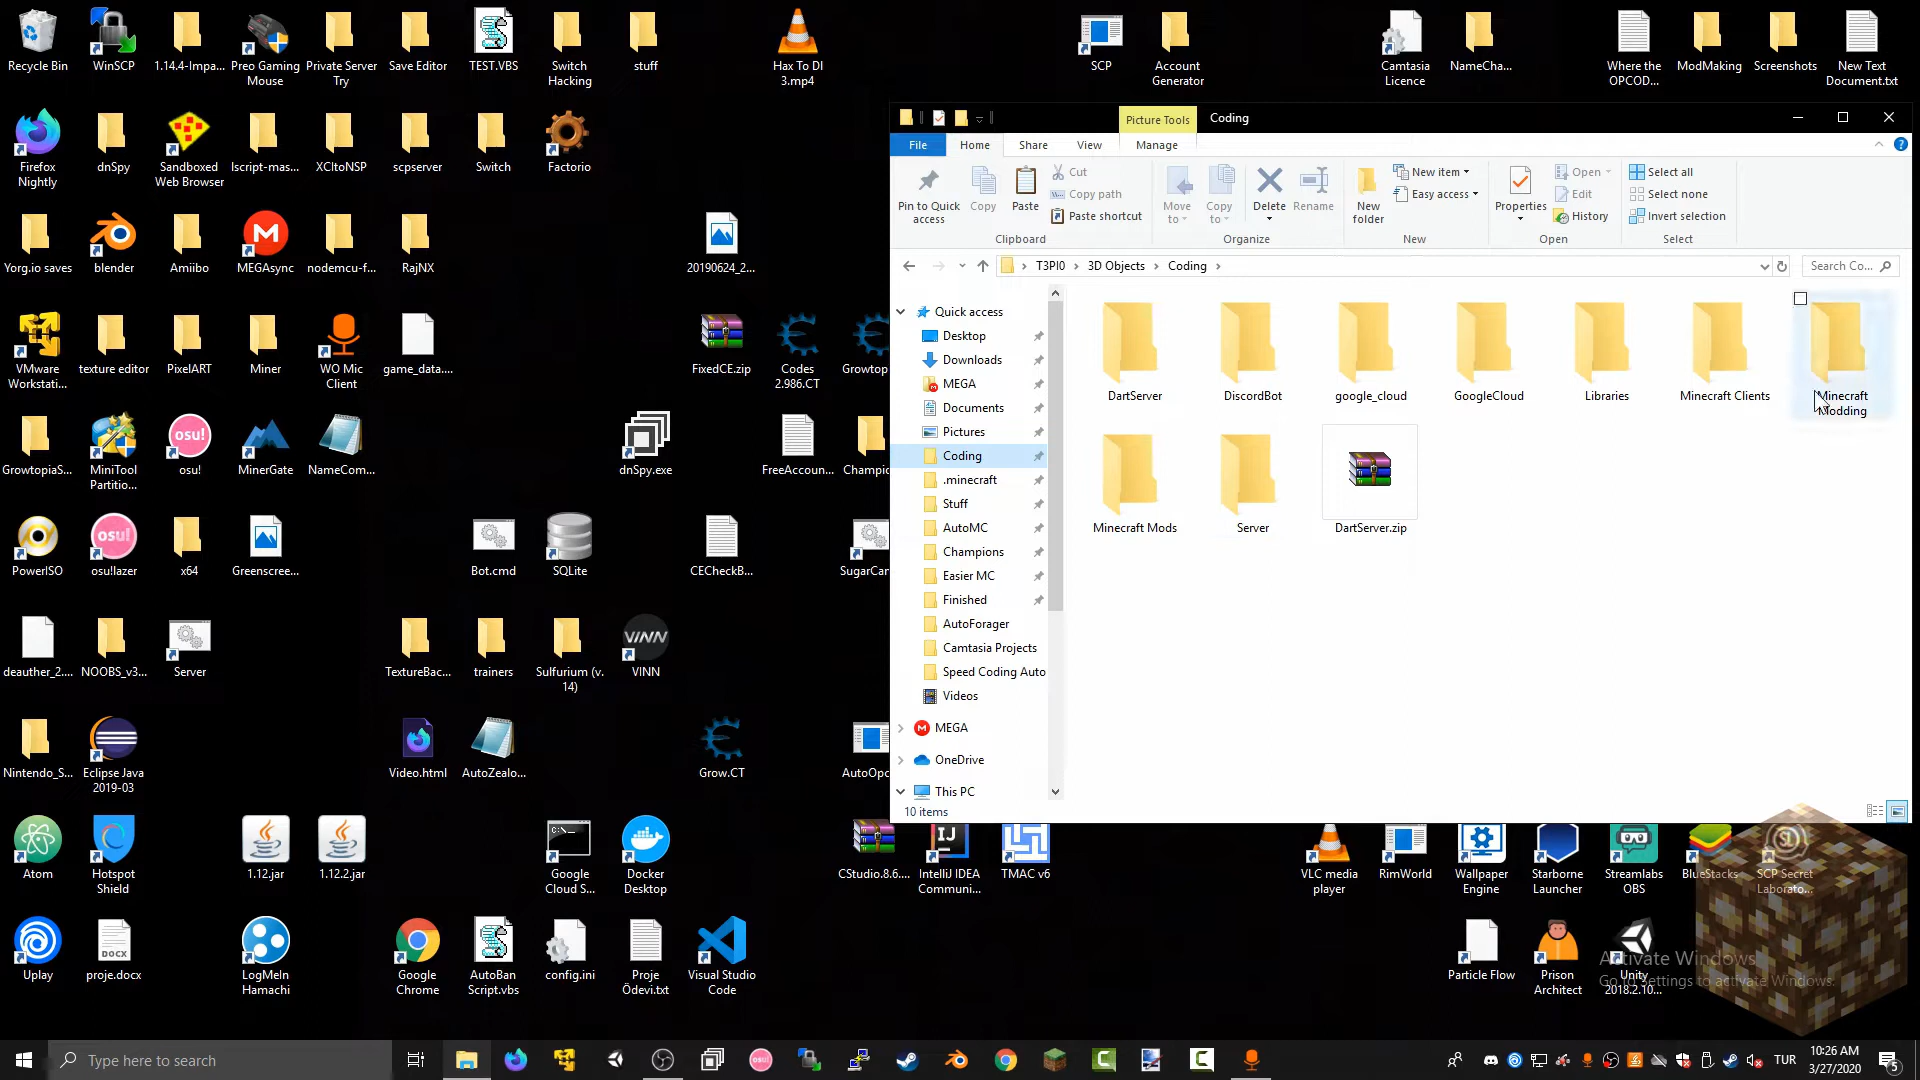 Recycle Bin
WinSCP
1.14.4-Impa...
Preo Gaming
Mouse
Private Server
Try
Save Editor
TEST.VBS
Switch
Hacking
stuff
Hax To DI
3.mp4
SCP
Account
Generator
Camtasia
Licence
NameCha...
Where the
OPCOD...
ModMaking
Screenshots
New Text
Document.txt
Firefox
Nightly
dnSpy
Sandboxed
Web Browser
lscript-mas...
XCItoNSP
scpserver
Switch
Factorio
Yorg.io saves
blender
Amiibo
MEGAsync
nodemcu-f...
RajNX
20190624_2...
VMware
Workstati...
texture editor
PixelART
Miner
WO Mic
Client
game_data....
FixedCE.zip
Codes
2.986.CT
Growtop
GrowtopiaS...
MiniTool
Partitio...
osu!
MinerGate
NameCom...
dnSpy.exe
FreeAccoun...
Champic
PowerISO
osu!lazer
x64
Greenscree...
Bot.cmd
SQLite
CECheckB...
SugarCar
deauther_2....
NOOBS_v3...
Server
TextureBac...
trainers
Sulfurium (v.
14)
VINN
Nintendo_S...
Eclipse Java
2019-03
Video.html
AutoZealo...
Grow.CT
AutoOpc
Atom
Hotspot
Shield
1.12.jar
1.12.2.jar
Google
Cloud S...
Docker
Desktop
CStudio.8.6....
IntelliJ IDEA
Communi...
TMAC v6
VLC media
player
RimWorld
Wallpaper
Engine
Starborne
Launcher
Streamlabs
OBS
BlueStacks
SCP Secret
Laborato...
Uplay
proje.docx
LogMeIn
Hamachi
Google
Chrome
AutoBan
Script.vbs
config.ini
Proje
Ödevi.txt
Visual Studio
Code
Particle Flow
Prison
Architect
Unity
2018.2.10...
Picture Tools
Coding
File
Home
Share
View
Manage
Pin to Quick
access
Copy
Paste
Cut
Copy path
Paste shortcut
Clipboard
Move
to
Copy
to
Delete
Rename
Organize
New
folder
New item
Easy access
New
Properties
Open
Edit
History
Open
Select all
Select none
Invert selection
Select
T3PI0
3D Objects
Coding
Search Co...
Quick access
Desktop
Downloads
MEGA
Documents
Pictures
Coding
.minecraft
Stuff
AutoMC
Champions
Easier MC
Finished
AutoForager
Camtasia Projects
Speed Coding Auto
Videos
MEGA
OneDrive
This PC
DartServer
DiscordBot
google_cloud
GoogleCloud
Libraries
Minecraft Clients
Minecraft
Modding
Minecraft Mods
Server
DartServer.zip
10 items
Activate Windows
Go to Settings to activate Windows.
Type here to search
TUR
10:26 AM
3/27/2020
5